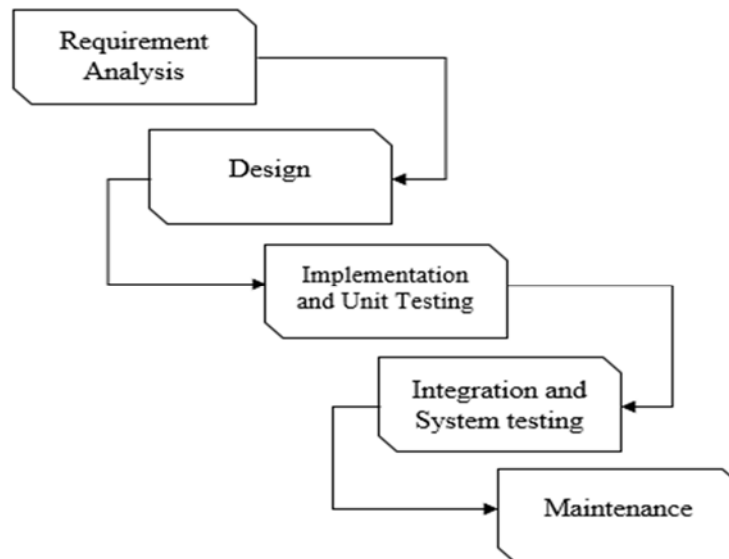 Requirement
Analysis
Design
Implementation
and Unit Testing
Integration and
System testing
Maintenance